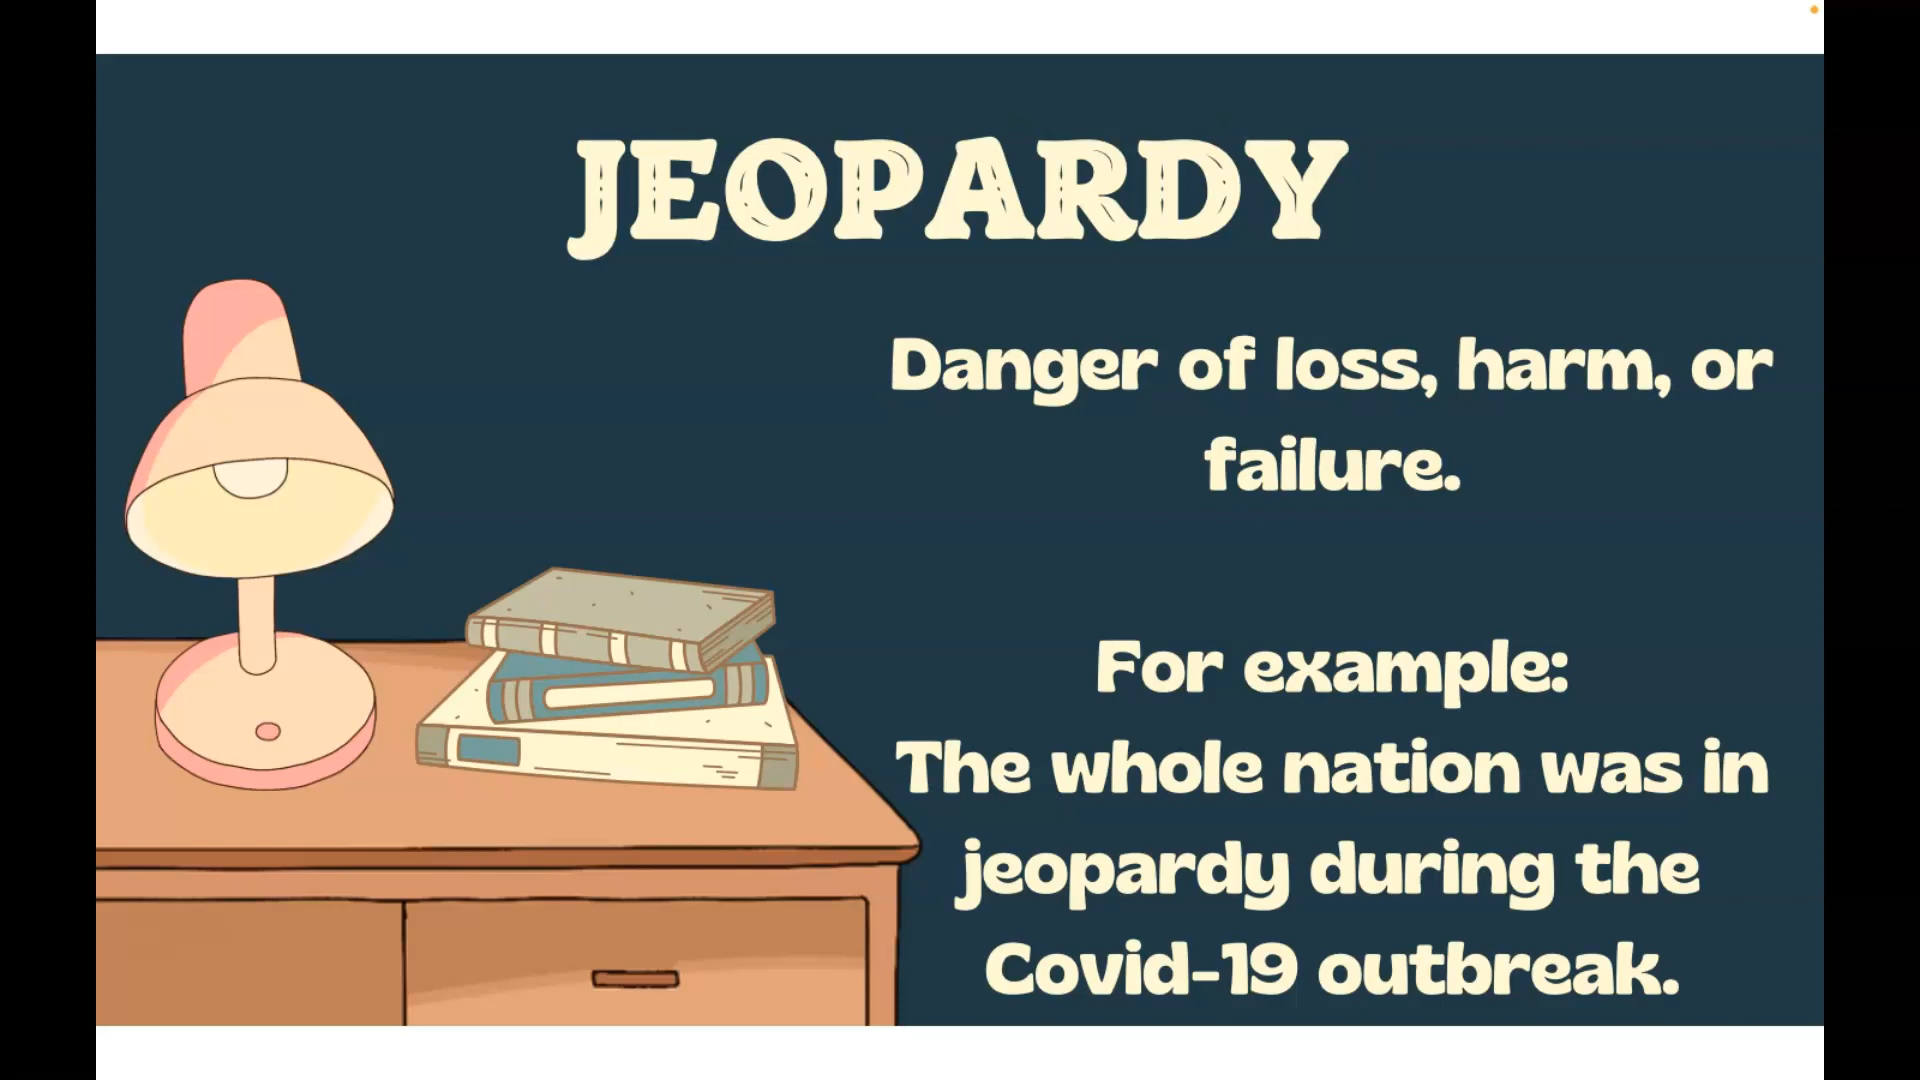 JEOPARDY
Danger of loss, harm, or
failure.
For example:
The whole nation was in
jeopardy during the
Covid-19 outbreak.